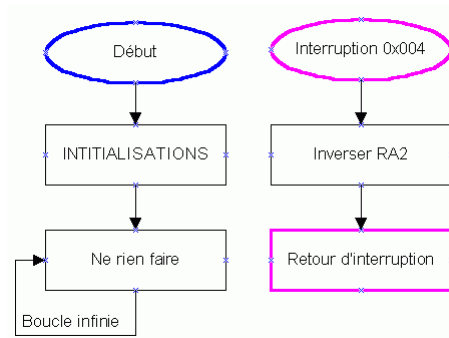 Début
INTITIALISATIONS
Ne rien faire
Boucle infinie
Interruption 0x004
Inverser RA2
Retour d'interruption